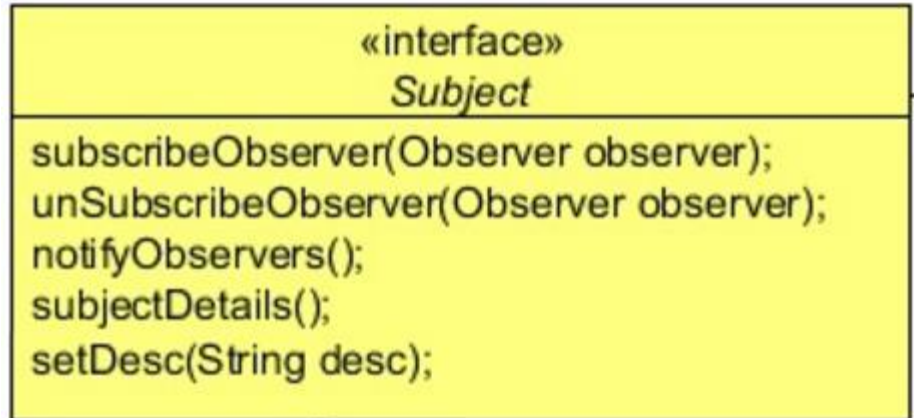 «interface»
Subject
subscribeObserver(Observer observer);
unSubscribeObserver(Observer observer);
notifyObservers();
subjectDetails();
setDesc(String desc);